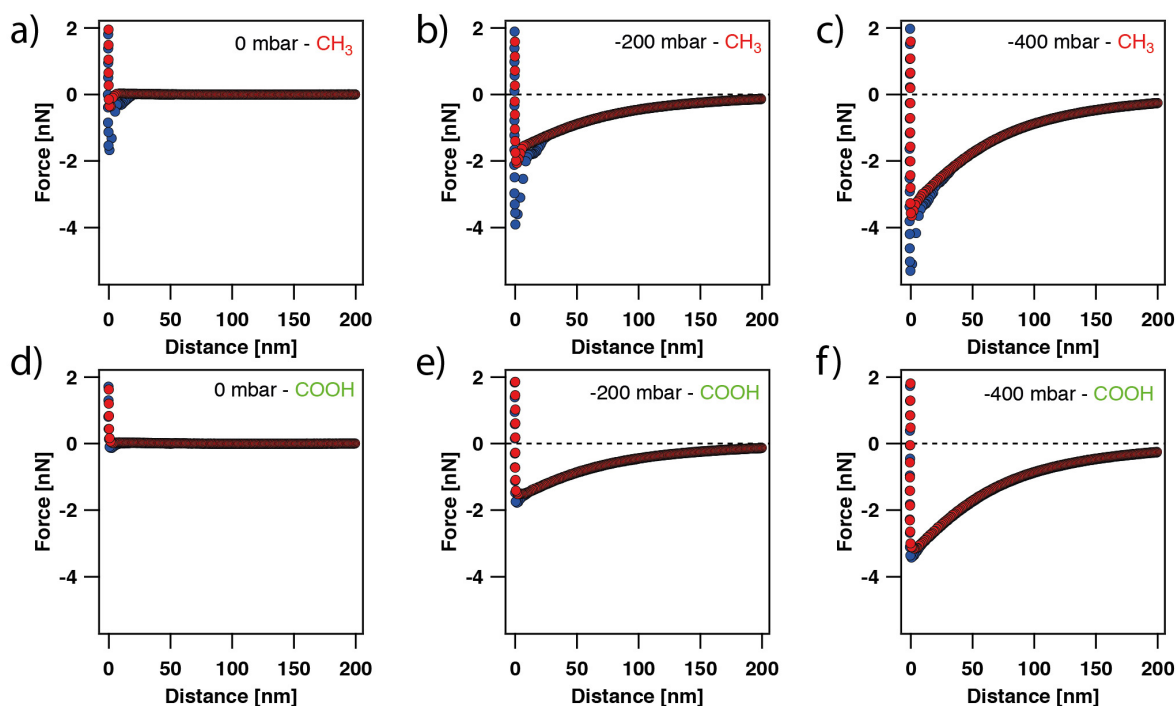 a)
0 mbar - CH3
2
0
-2
-4
Force [nN]
0 50 100 150 200
Distance [nm]
b)
-200 mbar - CH3
2
0
-2
-4
Force [nN]
0 50 100 150 200
Distance [nm]
c)
-400 mbar - CH3
2
0
-2
-4
Force [nN]
0 50 100 150 200
Distance [nm]
d)
0 mbar - COOH
2
0
-2
-4
Force [nN]
0 50 100 150 200
Distance [nm]
e)
-200 mbar - COOH
2
0
-2
-4
Force [nN]
0 50 100 150 200
Distance [nm]
f)
-400 mbar - COOH
2
0
-2
-4
Force [nN]
0 50 100 150 200
Distance [nm]